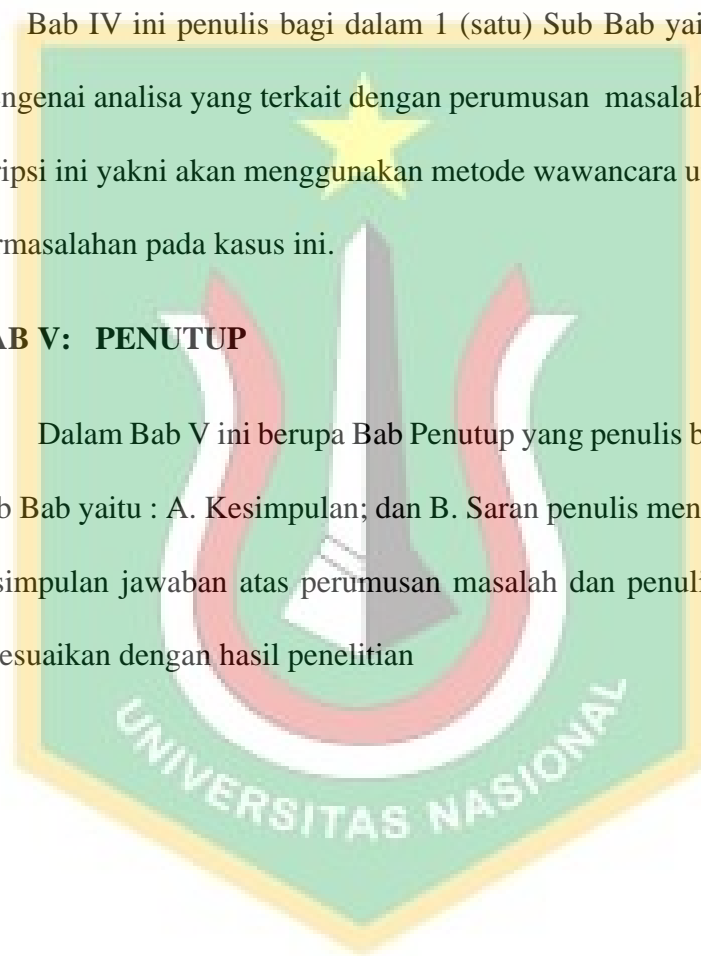 Bab IV ini penulis bagi dalam 1 (satu) Sub Bab yai
ngenai analisa yang terkait dengan perumusan masalah
ripsi ini yakni akan menggunakan metode wawancara u
rmasalahan pada kasus ini.
AB V: PENUTUP
Dalam Bab V ini berupa Bab Penutup yang penulis b
b Bab yaitu : A. Kesimpulan; dan B. Saran penulis men
simpulan jawaban atas perumusan masalah dan penuli
esuaikan dengan hasil penelitian
UNIVERSITAS NASIONAL